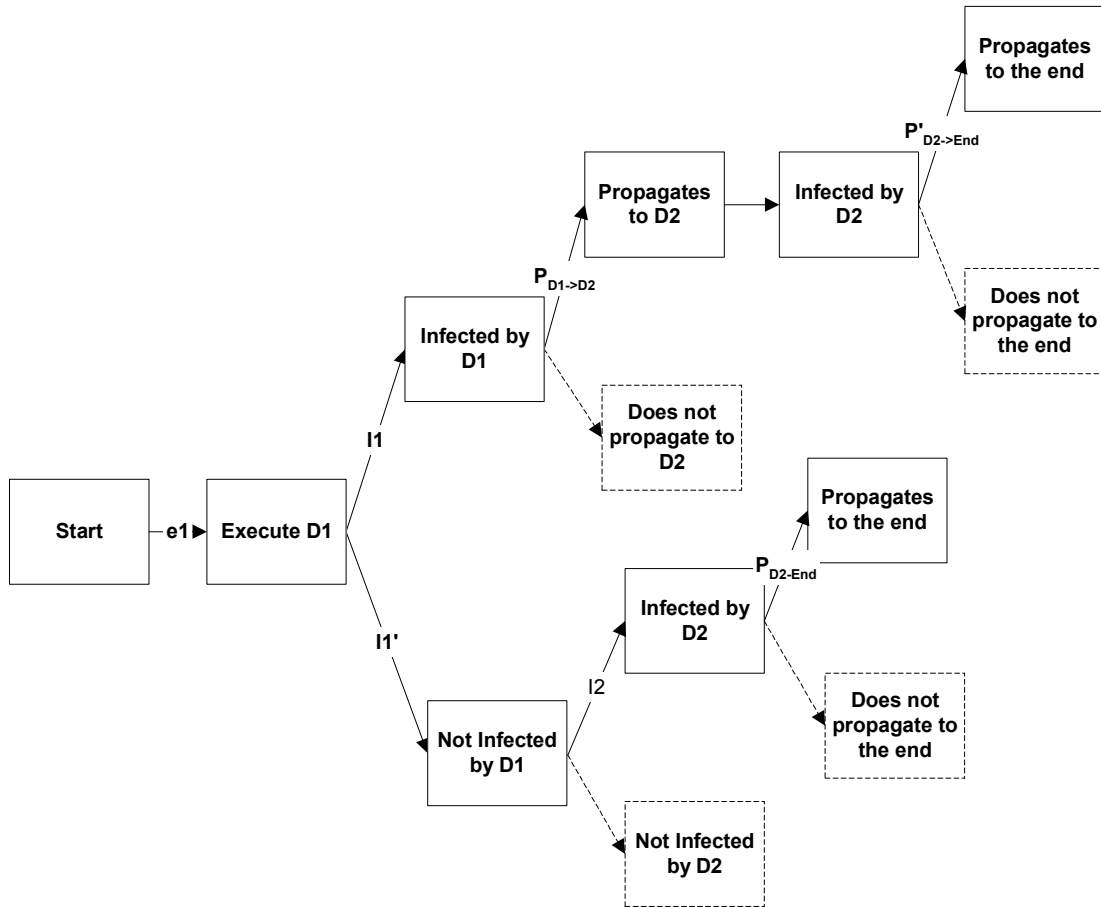 Propagates
to the end
P'D2->End
Propagates
to D2
Infected by
D2
PD1->D2
Does not
propagate to
the end
Infected by
D1
Does not
propagate to
D2
I1
Propagates
to the end
Start
e1
Execute D1
PD2-End
Infected by
D2
I1'
I2
Does not
propagate to
the end
Not Infected
by D1
Not Infected
by D2